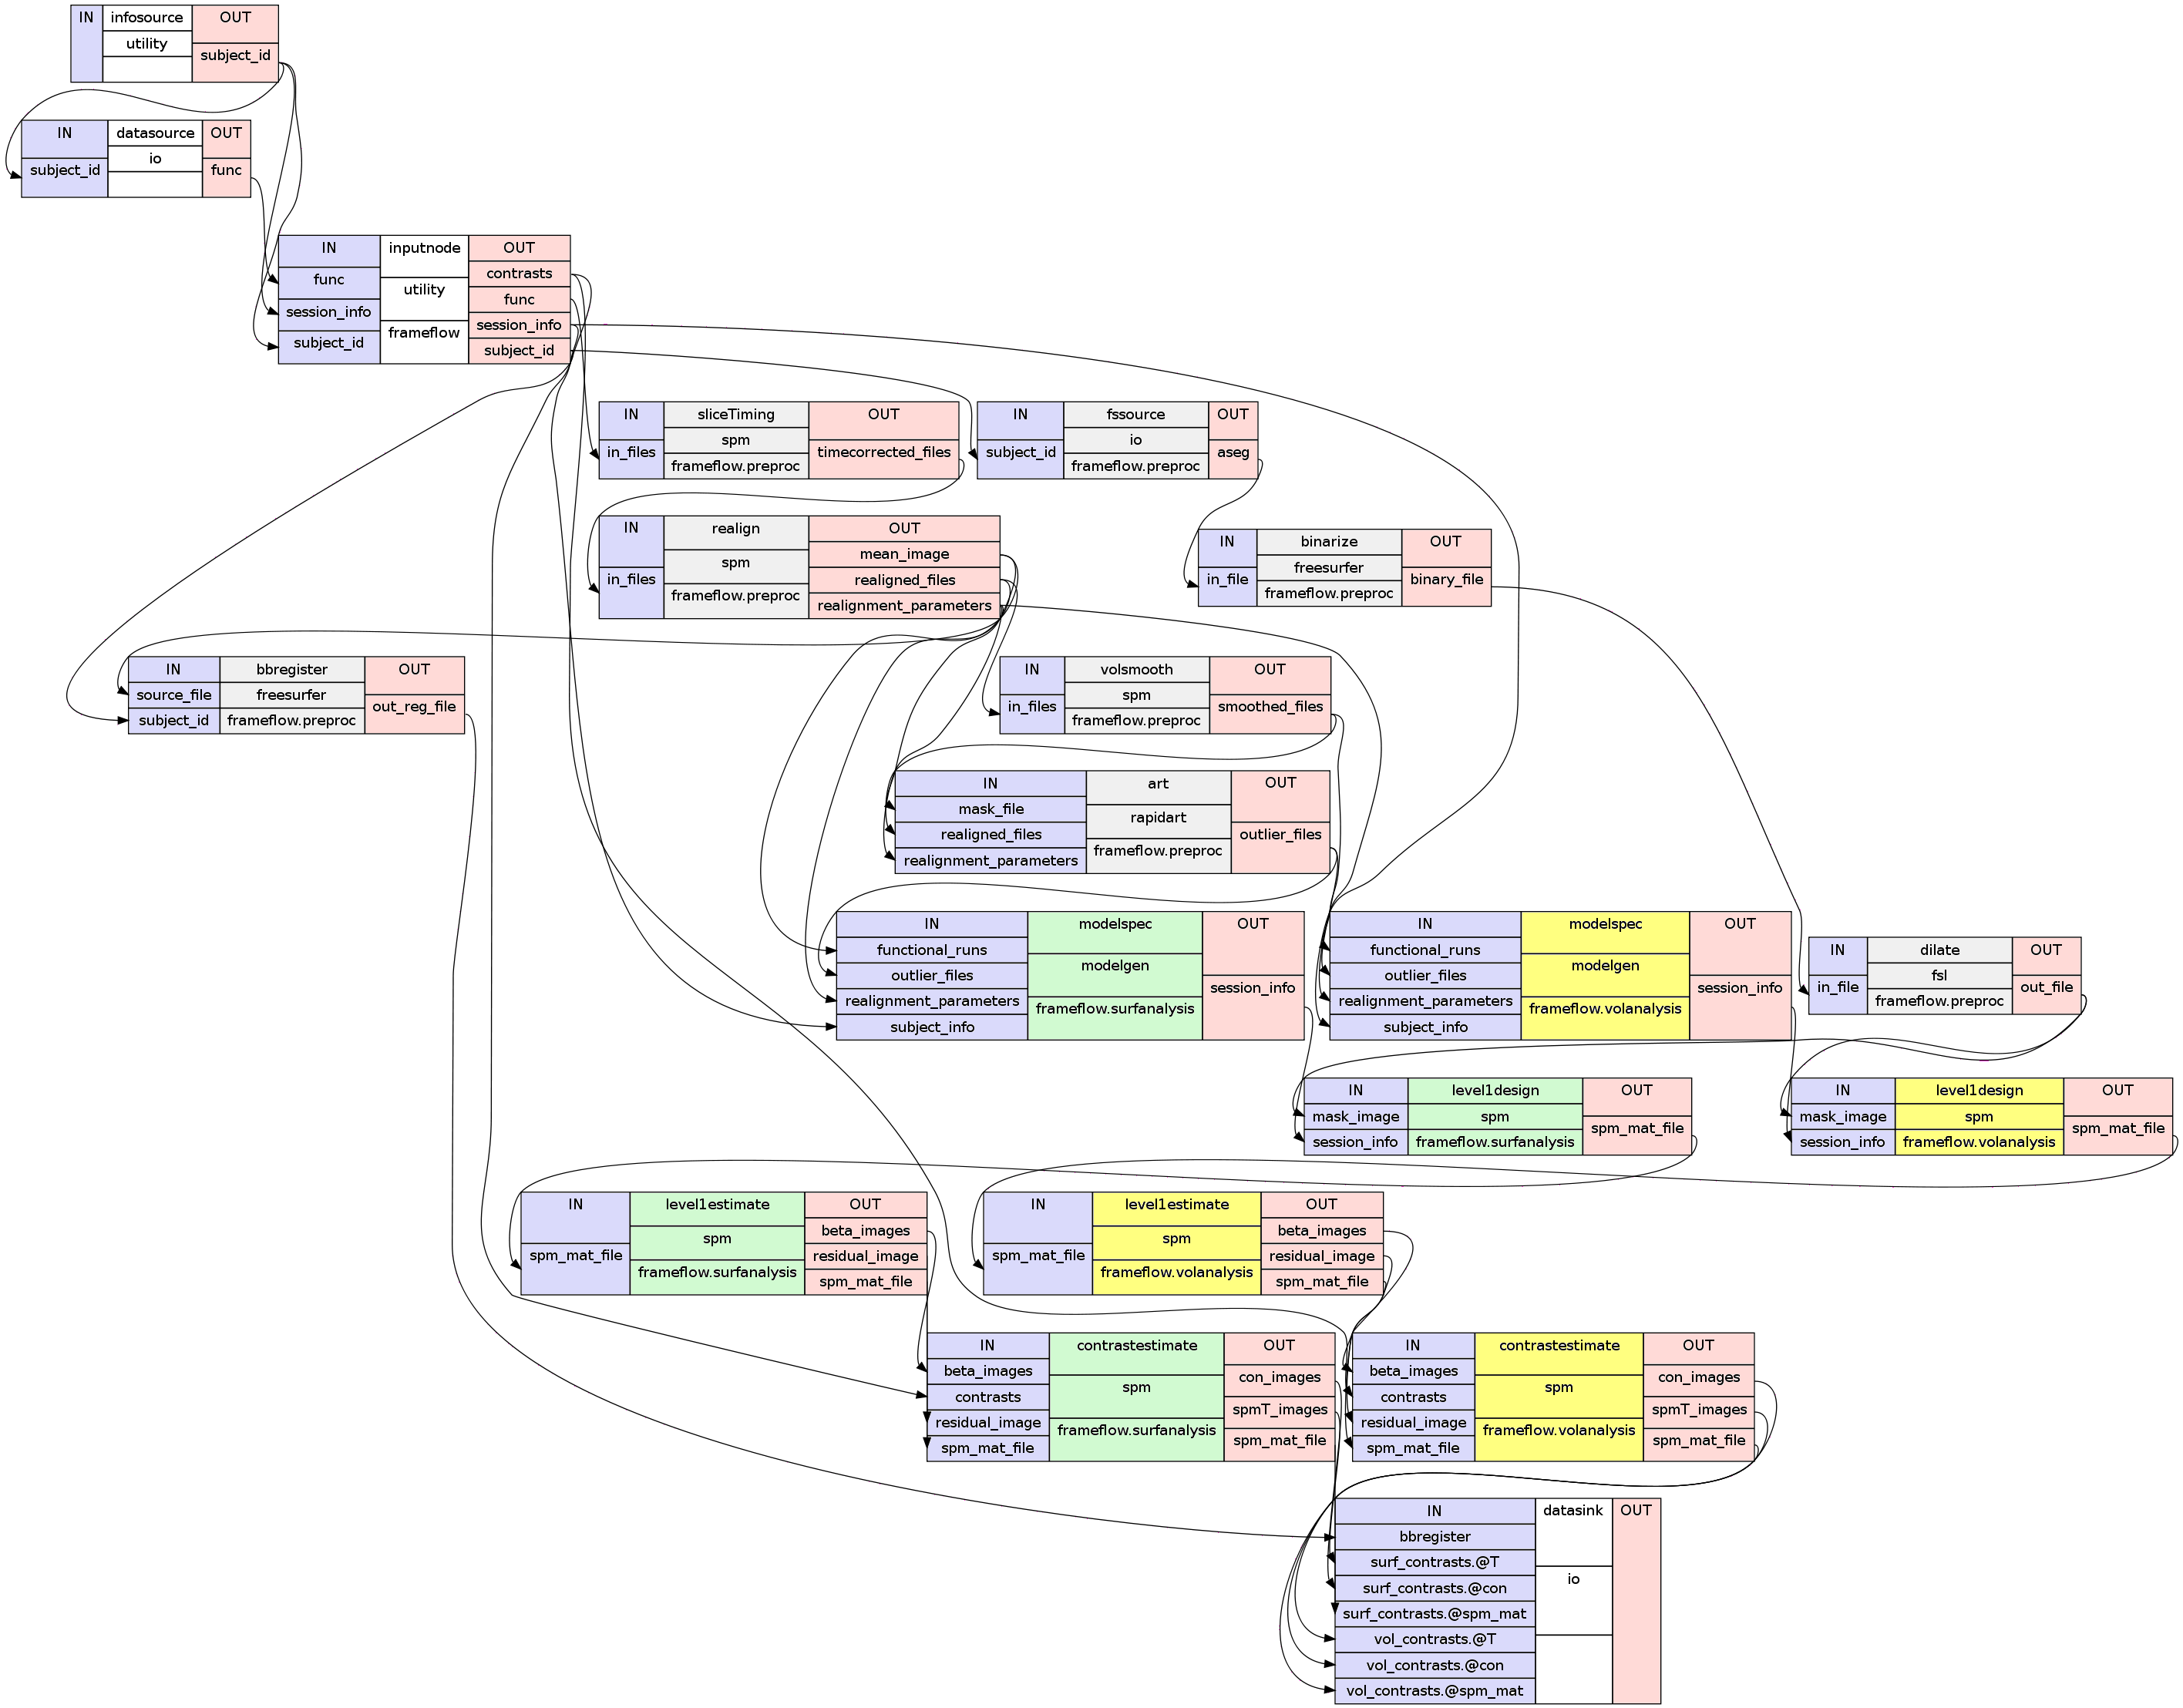 IN infosource OUT
utility
subject_id
IN datasource OUT
io
subject_id func
IN inputnode OUT
contrasts
func
utility
func
session_info
session_info
frameflow
subject_id
subject_id
IN sliceTiming OUT
spm
in_files timecorrected_files
frameflow.preproc
IN fssource OUT
io
subject_id aseg
frameflow.preproc
IN realign OUT
mean_image
spm
in_files realigned_files
frameflow.preproc
realignment_parameters
IN binarize OUT
freesurfer
in_file binary_file
frameflow.preproc
IN bbregister OUT
source_file freesurfer
out_reg_file
subject_id frameflow.preproc
IN volsmooth OUT
spm
in_files smoothed_files
frameflow.preproc
IN art OUT
mask_file
rapidart
realigned_files outlier_files
frameflow.preproc
realignment_parameters
IN modelspec OUT
functional_runs
modelgen
outlier_files
session_info
realignment_parameters
frameflow.surfanalysis
subject_info
IN modelspec OUT
functional_runs
modelgen
outlier_files
session_info
realignment_parameters
frameflow.volanalysis
subject_info
IN dilate OUT
fsl
in_file out_file
frameflow.preproc
IN level1design OUT
mask_image spm
spm_mat_file
session_info frameflow.surfanalysis
IN level1design OUT
mask_image spm
spm_mat_file
session_info frameflow.volanalysis
IN level1estimate OUT
beta_images
spm
spm_mat_file residual_image
frameflow.surfanalysis
spm_mat_file
IN level1estimate OUT
beta_images
spm
spm_mat_file residual_image
frameflow.volanalysis
spm_mat_file
IN contrastestimate OUT
beta_images
con_images
spm
contrasts
spmT_images
residual_image
frameflow.surfanalysis
spm_mat_file
spm_mat_file
IN contrastestimate OUT
beta_images
con_images
spm
contrasts
spmT_images
residual_image
frameflow.volanalysis
spm_mat_file
spm_mat_file
IN datasink OUT
bbregister
surf_contrasts.@T
io
surf_contrasts.@con
surf_contrasts.@spm_mat
vol_contrasts.@T
vol_contrasts.@con
vol_contrasts.@spm_mat